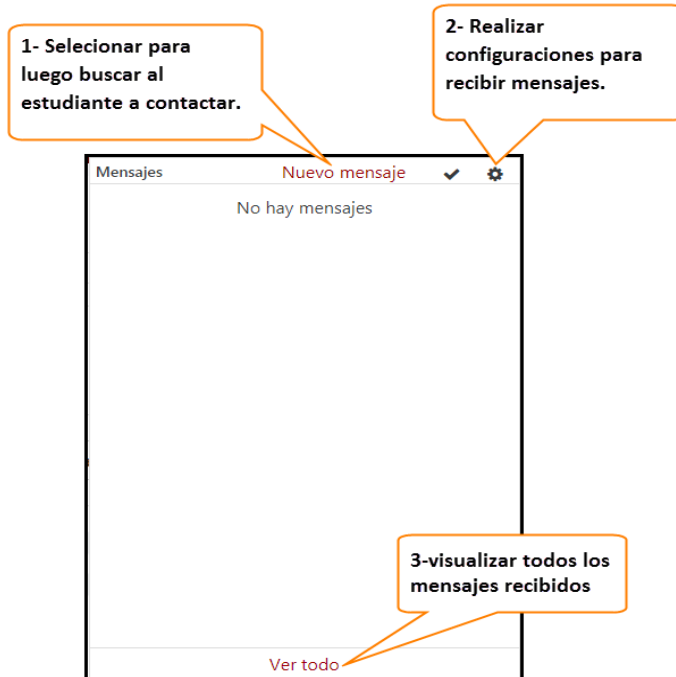 1- Selecionar para
luego buscar al
estudiante a contactar.
2- Realizar
configuraciones para
recibir mensajes.
Mensajes
Nuevo mensaje
No hay mensajes
3-visualizar todos los
mensajes recibidos
Ver todo